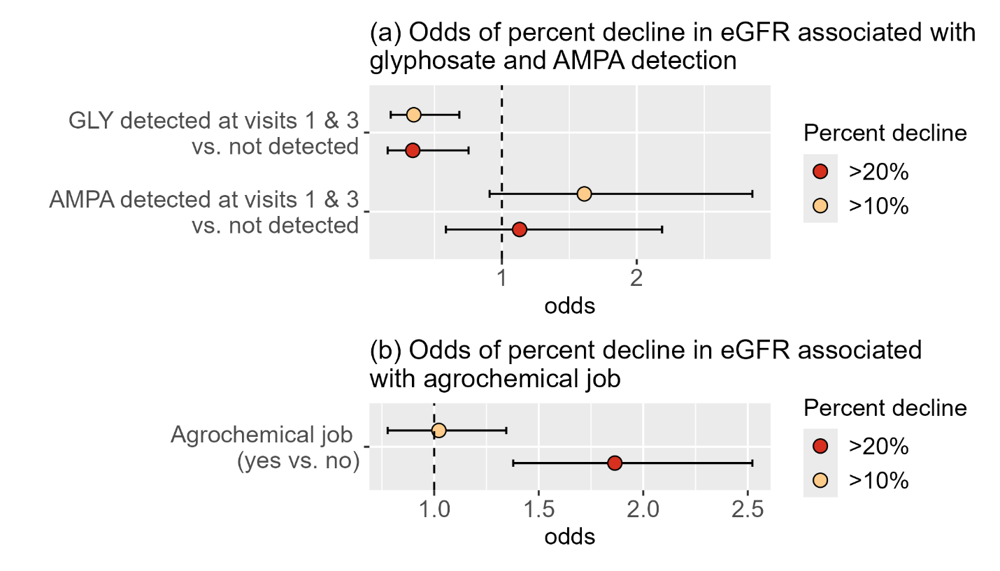 (a) Odds of percent decline in eGFR associated with
glyphosate and AMPA detection
GLY detected at visits 1 & 3
vs. not detected
AMPA detected at visits 1 & 3
vs. not detected
1 2
odds
Percent decline
>20%
>10%
(b) Odds of percent decline in eGFR associated
with agrochemical job
Agrochemical job
(yes vs. no)
1.0 1.5 2.0 2.5
odds
Percent decline
>20%
>10%